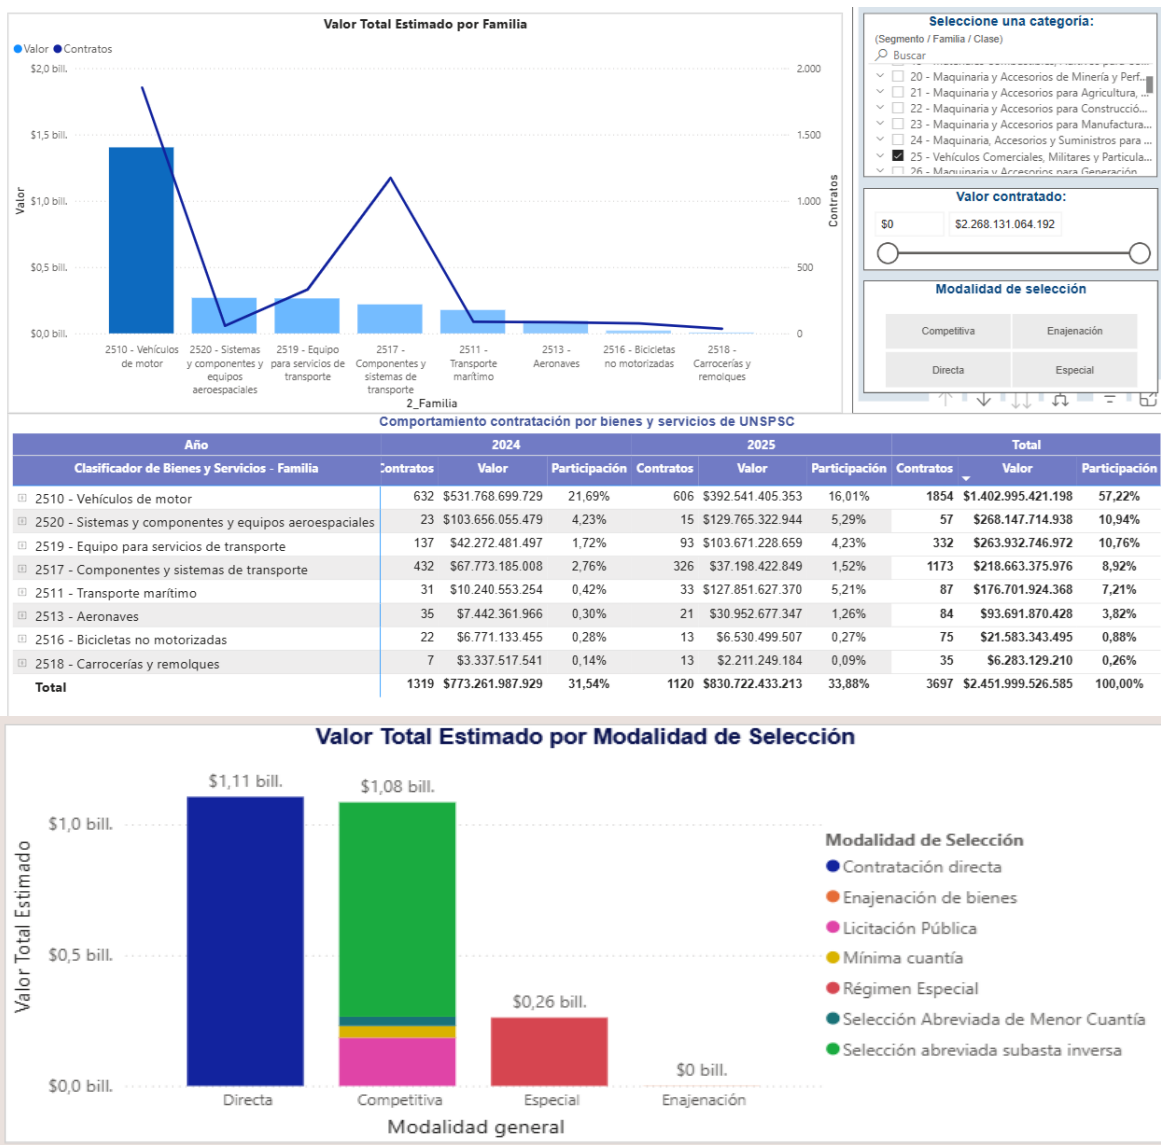 Valor Total Estimado por Familia
Valor Contratos
$2,0 bill.
$1,5 bill.
$1,0 bill.
$0,5 bill.
$0,0 bill.
Valor
2.000
1.500
1.000
500
0
Contratos
2510 - Vehículos de motor
2520 - Sistemas y componentes y equipos aeroespaciales
2519 - Equipo para servicios de transporte
2517 - Componentes y sistemas de transporte
2511 - Transporte marítimo
2513 - Aeronaves
2516 - Bicicletas no motorizadas
2518 - Carrocerías y remolques
2_Familia
Seleccione una categoría:
(Segmento / Familia / Clase)
Buscar
20 - Maquinaria y Accesorios de Minería y Perf...
21 - Maquinaria y Accesorios para Agricultura, ...
22 - Maquinaria y Accesorios para Construcció...
23 - Maquinaria y Accesorios para Manufactura...
24 - Maquinaria, Accesorios y Suministros para ...
25 - Vehículos Comerciales, Militares y Particula...
26 - Maquinaria y Accesorios para Generación
Valor contratado:
$0 $2.268.131.064.192
Modalidad de selección
Competitiva Enajenación
Directa Especial
Comportamiento contratación por bienes y servicios de UNSPSC
Año 2024 2025 Total
Clasificador de Bienes y Servicios - Familia Contratos Valor Participación Contratos Valor Participación Contratos Valor Participación
2510 - Vehículos de motor 632 $531.768.699.729 21,69% 606 $392.541.405.353 16,01% 1854 $1.402.995.421.198 57,22%
2520 - Sistemas y componentes y equipos aeroespaciales 23 $103.656.055.479 4,23% 15 $129.765.322.944 5,29% 57 $268.147.714.938 10,94%
2519 - Equipo para servicios de transporte 137 $42.272.481.497 1,72% 93 $103.671.228.659 4,23% 332 $263.932.746.972 10,76%
2517 - Componentes y sistemas de transporte 432 $67.773.185.008 2,76% 326 $37.198.422.849 1,52% 1173 $218.663.375.976 8,92%
2511 - Transporte marítimo 31 $10.240.553.254 0,42% 33 $127.851.627.370 5,21% 87 $176.701.924.368 7,21%
2513 - Aeronaves 35 $7.442.361.966 0,30% 21 $30.952.677.347 1,26% 84 $93.691.870.428 3,82%
2516 - Bicicletas no motorizadas 22 $6.771.133.455 0,28% 13 $6.530.499.507 0,27% 75 $21.583.343.495 0,88%
2518 - Carrocerías y remolques 7 $3.337.517.541 0,14% 13 $2.211.249.184 0,09% 35 $6.283.129.210 0,26%
Total 1319 $773.261.987.929 31,54% 1120 $830.722.433.213 33,88% 3697 $2.451.999.526.585 100,00%
Valor Total Estimado por Modalidad de Selección
Valor Total Estimado
$1,0 bill.
$0,5 bill.
$0,0 bill.
$1,11 bill.
$1,08 bill.
$0,26 bill.
$0 bill.
Directa
Competitiva
Especial
Enajenación
Modalidad general
Modalidad de Selección
Contratación directa
Enajenación de bienes
Licitación Pública
Mínima cuantía
Régimen Especial
Selección Abreviada de Menor Cuantía
Selección abreviada subasta inversa